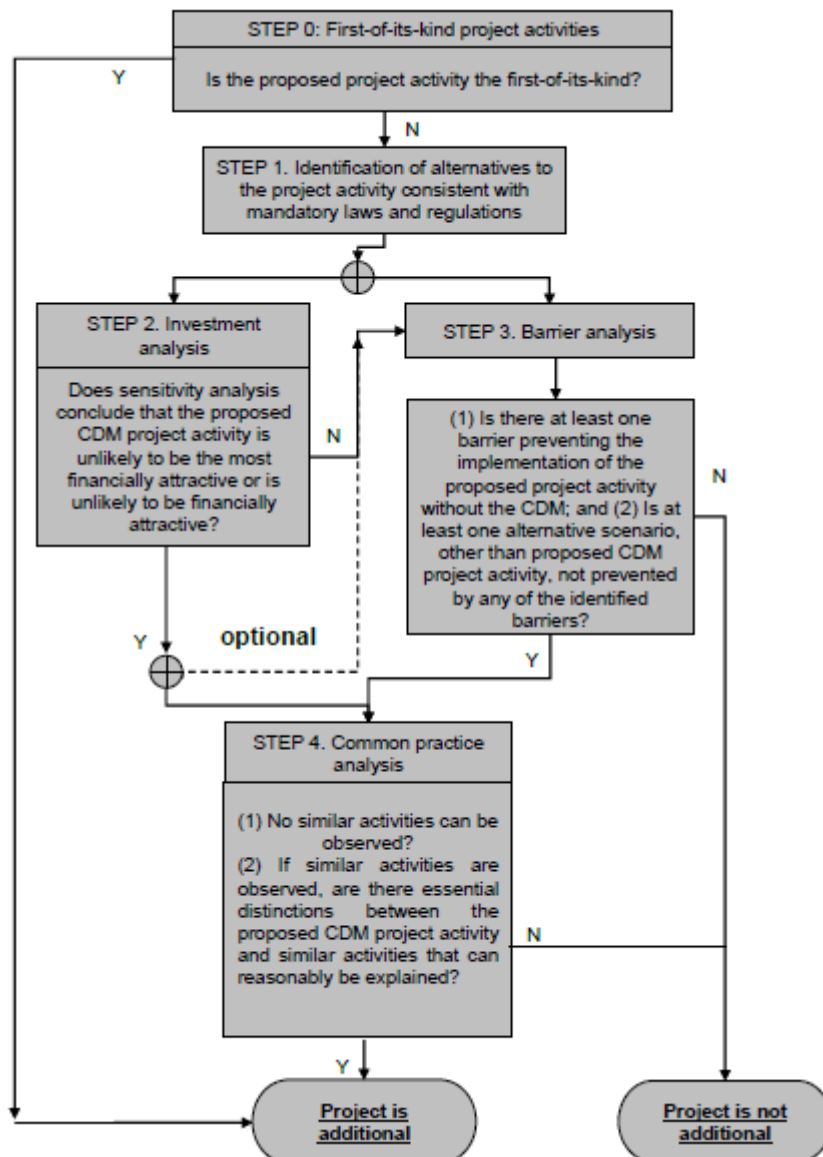 STEP 0: First-of-its-kind project activities
Y
Is the proposed project activity the first-of-its-kind?
N
STEP 1. Identification of alternatives to
the project activity consistent with
mandatory laws and regulations
STEP 2. Investment
analysis
Does sensitivity analysis
conclude that the proposed
CDM project activity is
unlikely to be the most
financially attractive or is
unlikely to be financially
attractive?
N
Y
optional
STEP 3. Barrier analysis
(1) Is there at least one
barrier preventing the
implementation of the
proposed project activity
without the CDM; and (2) Is at
least one alternative scenario,
other than proposed CDM
project activity, not prevented
by any of the identified
barriers?
N
Y
STEP 4. Common practice
analysis
(1) No similar activities can be
observed?
(2) If similar activities are
observed, are there essential
distinctions between the
proposed CDM project activity
and similar activities that can
reasonably be explained?
N
Y
Project is
additional
Project is not
additional